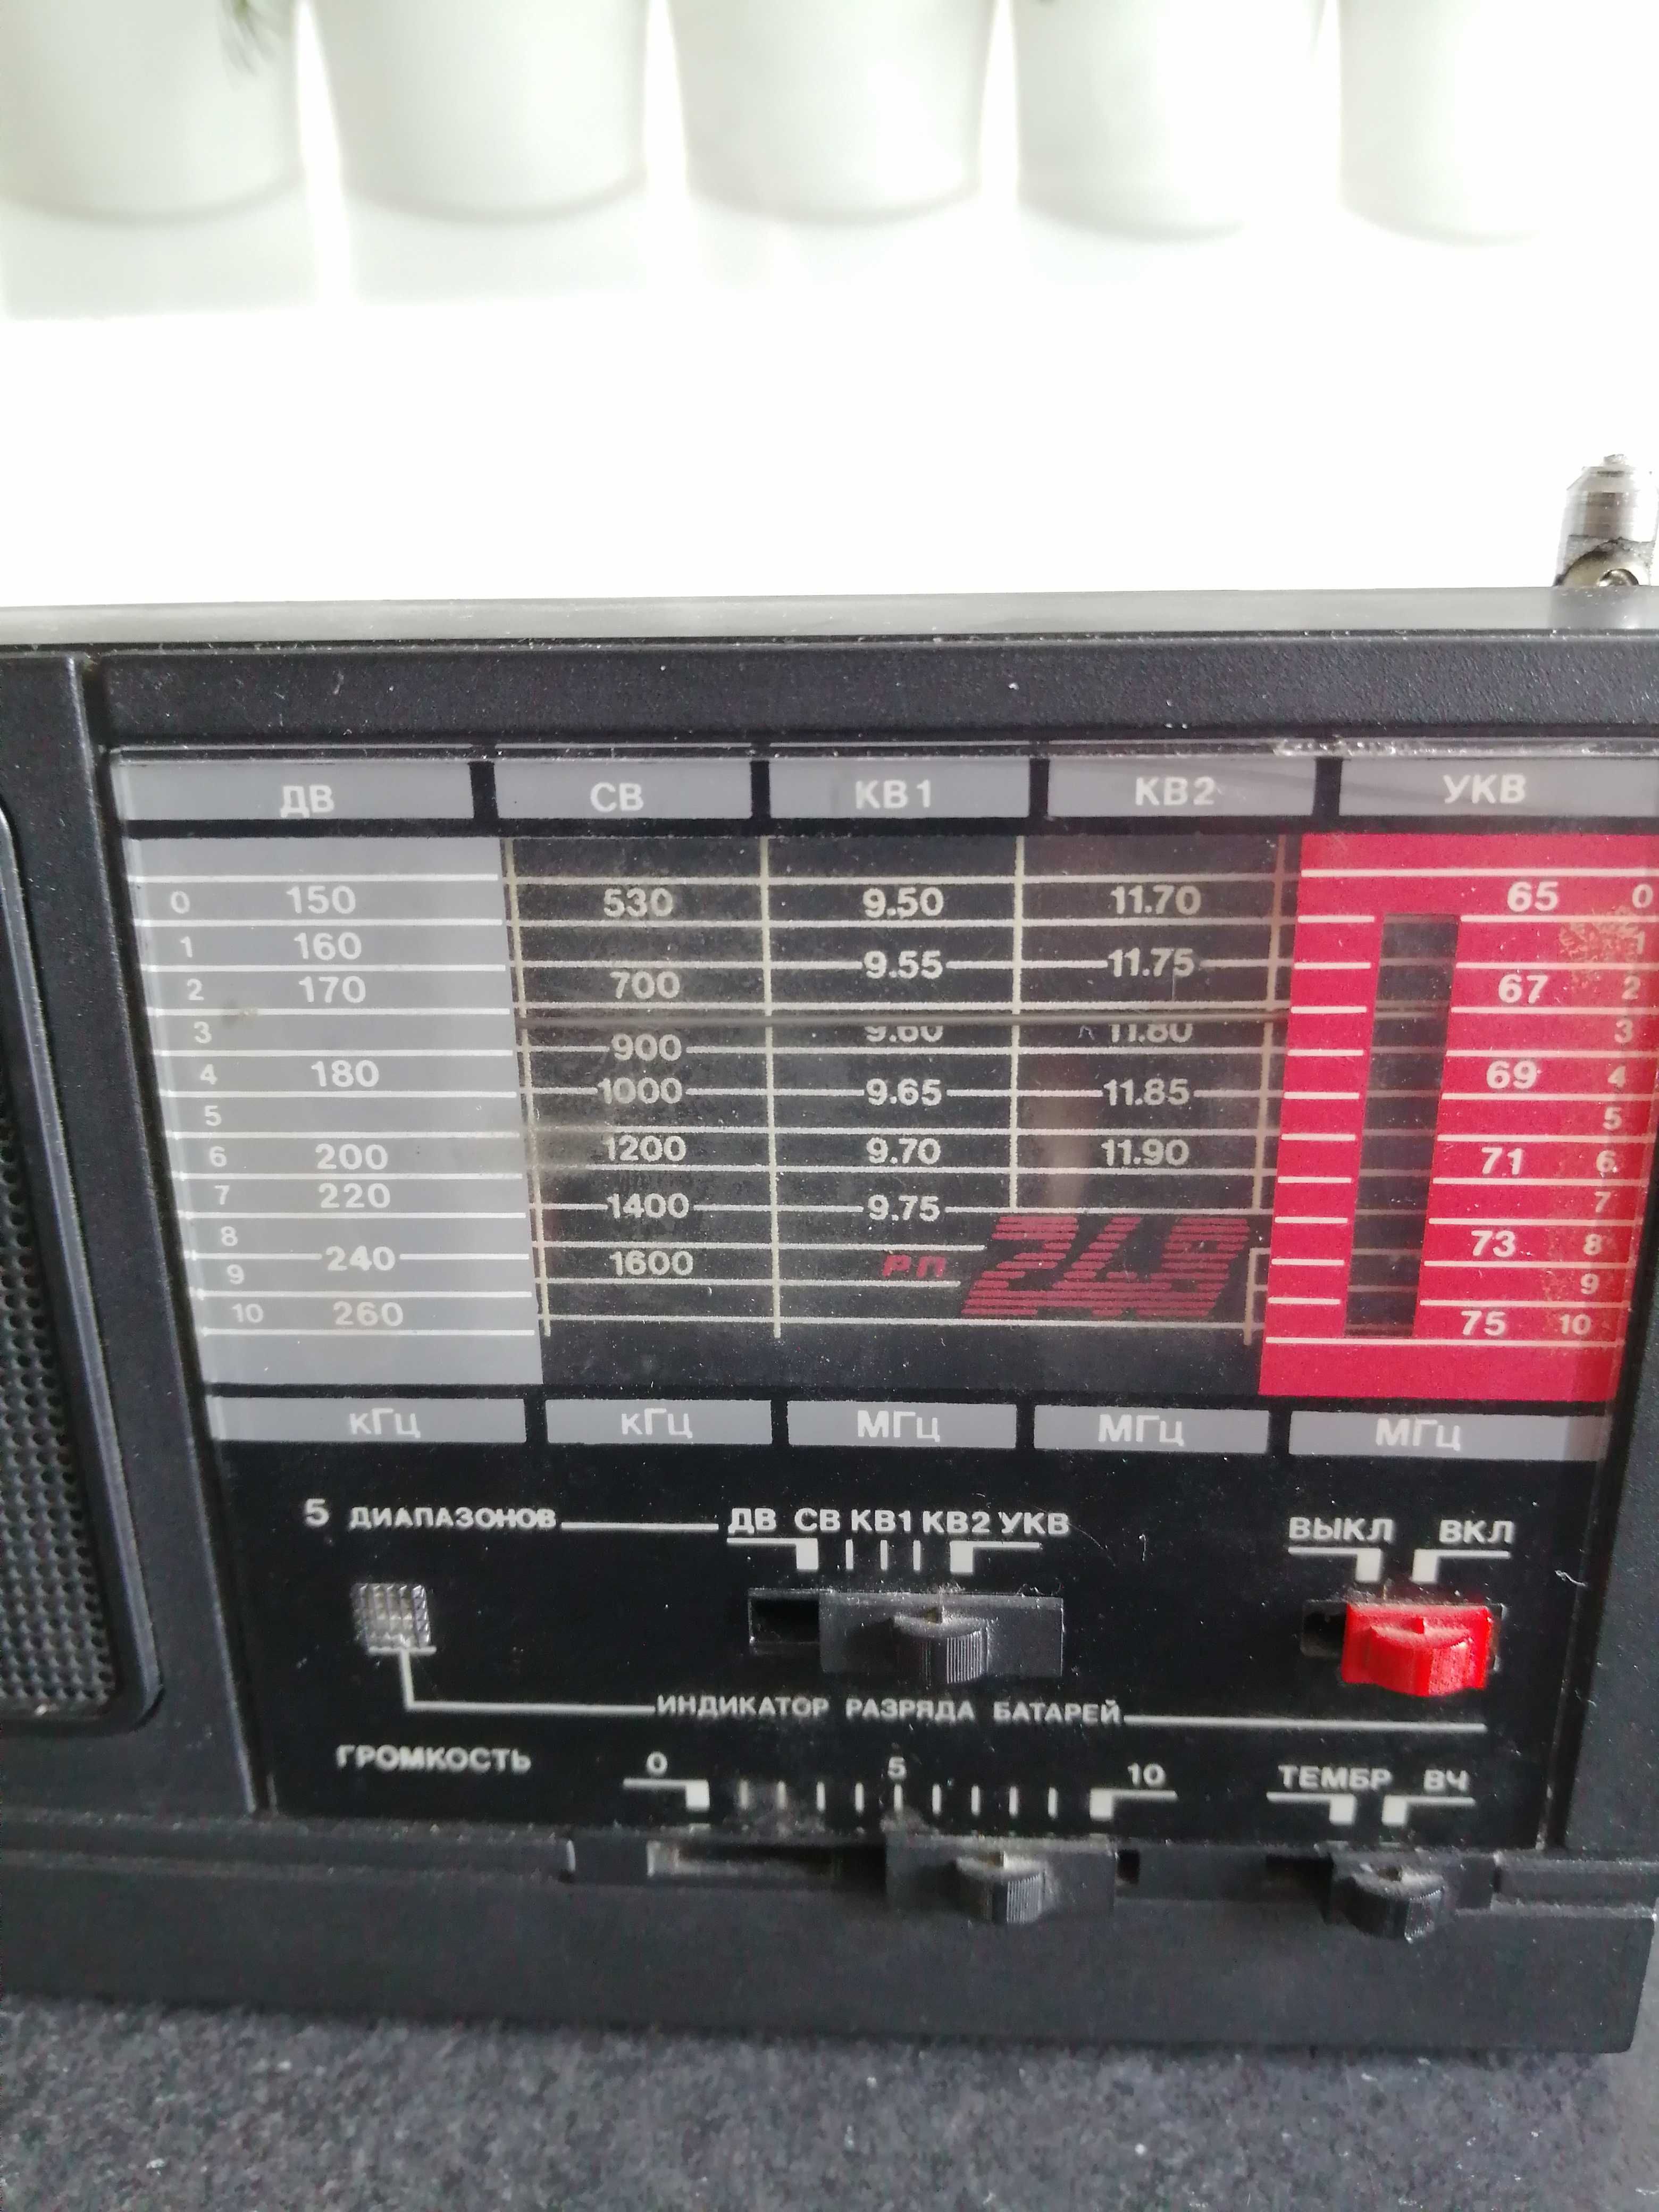 ДВ СВ КВ1 КВ2 УКВ
0 150 530 9.50 11.70 65 0
1 160 9.55 11.75 1
2 170 700 67 2
3 900 9.60 11.80 3
4 180 1000 9.65 11.85 69 4
5 5
6 200 1200 9.70 11.90 71 6
7 220 1400 9.75 7
8 240 1600 РП 248 73 8
9 9
10 260 75 10
кГц кГц МГц МГц МГц
5 ДИАПАЗОНОВ ДВ СВ КВ1 КВ2 УКВ ВЫКЛ ВКЛ
ИНДИКАТОР РАЗРЯДА БАТАРЕЙ
ГРОМКОСТЬ 0 5 10 ТЕМБР ВЧ